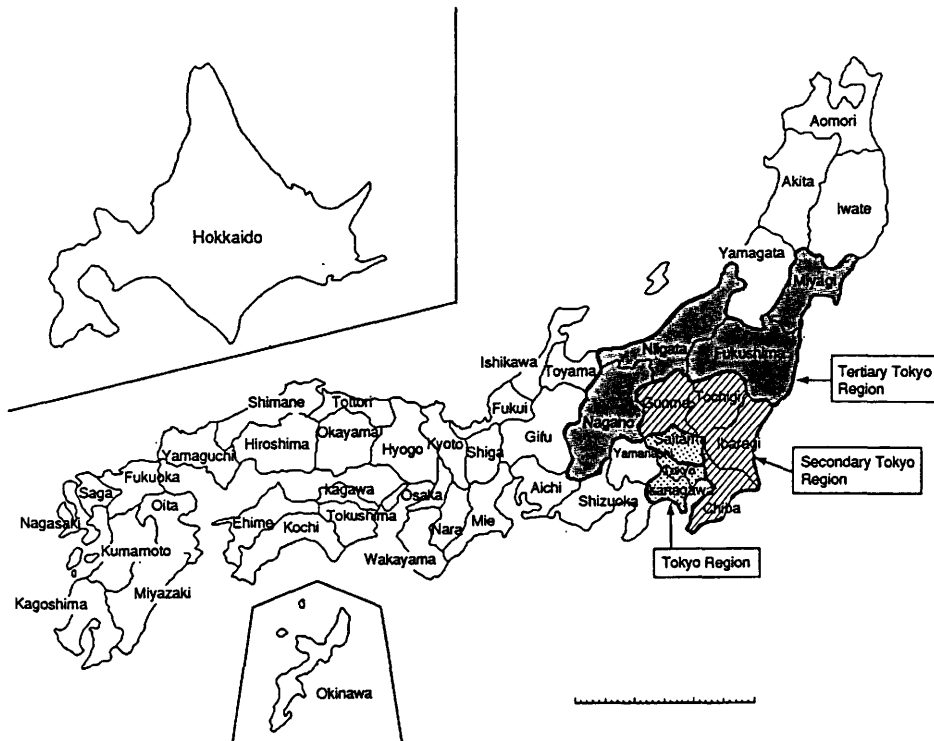 Hokkaido
Aomori
Akita
Iwate
Yamagata
Miyagi
Niigata
Fukushima
Ishikawa
Toyama
Tertiary Tokyo
Region
Shimane
Tottori
Fukui
Gunma
Tochigi
Nagano
Hiroshima
Okayama
Hyogo
Kyoto
Shiga
Gifu
Saitama
Ibaragi
Yamaguchi
Yamanashi
Secondary Tokyo
Region
Fukuoka
Tokyo
Saga
Oita
kagawa
Osaka
Aichi
Shizuoka
Kanagawa
Chiba
Nagasaki
Ehime
Kochi
Tokushima
Nara
Mie
Kumamoto
Wakayama
Tokyo Region
Kagoshima
Miyazaki
Okinawa